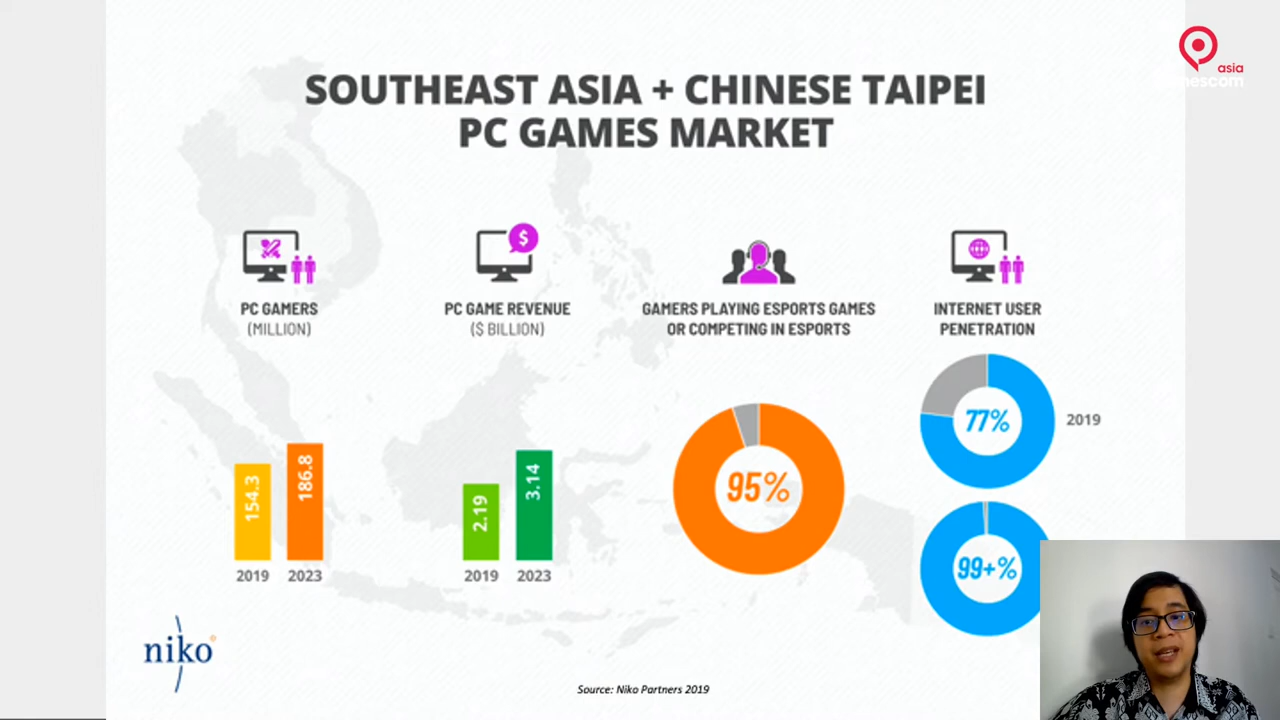 asia
gamescom
SOUTHEAST ASIA + CHINESE TAIPEI
PC GAMES MARKET
$
PC GAMERS
(MILLION)
154.3
186.8
2019
2023
PC GAME REVENUE
($ BILLION)
2.19
3.14
2019
2023
GAMERS PLAYING ESPORTS GAMES
OR COMPETING IN ESPORTS
95%
INTERNET USER
PENETRATION
77%
2019
99+%
niko
Source: Niko Partners 2019